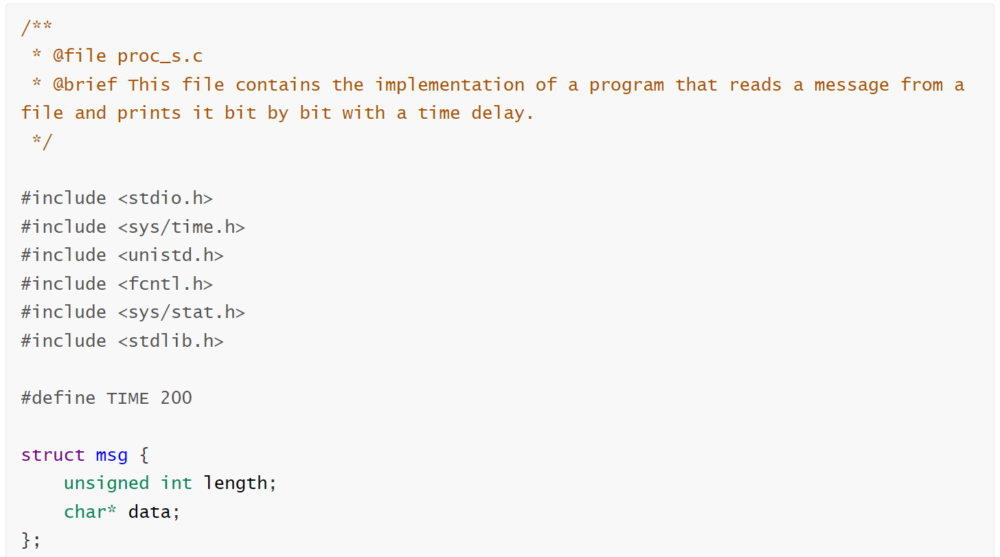 /**
 * @file proc_s.c
 * @brief This file contains the implementation of a program that reads a message from a
file and prints it bit by bit with a time delay.
 */

#include <stdio.h>
#include <sys/time.h>
#include <unistd.h>
#include <fcntl.h>
#include <sys/stat.h>
#include <stdlib.h>

#define TIME 200

struct msg {
    unsigned int length;
    char* data;
};